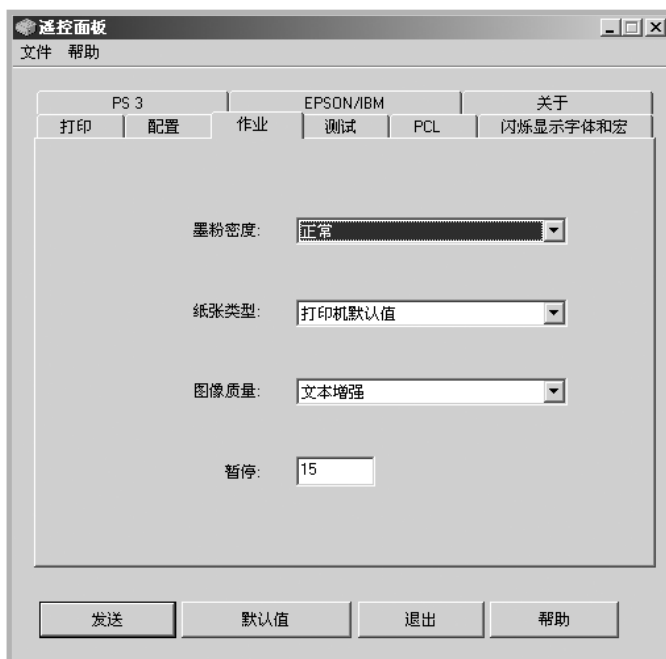 遥控面板
文件 帮助
PS 3 EPSON/IBM 关于
打印 配置 作业 测试 PCL 闪烁显示字体和宏
墨粉密度: 正常
纸张类型: 打印机默认值
图像质量: 文本增强
暂停: 15
发送 默认值 退出 帮助